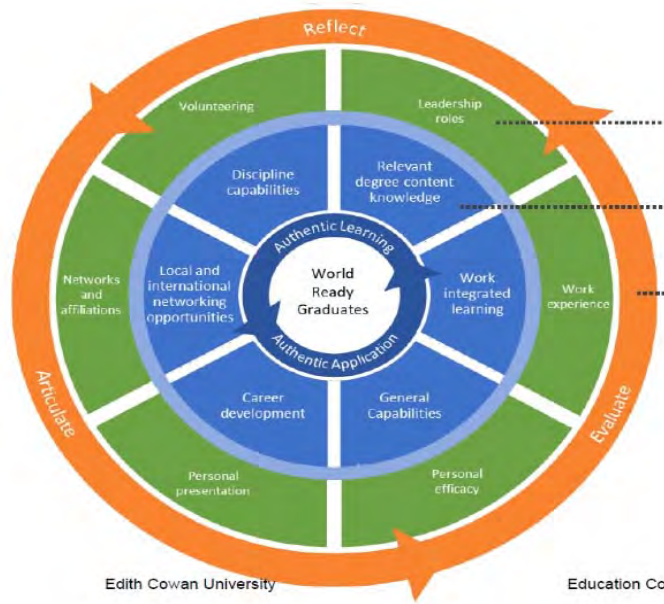 Reflect
Volunteering
Leadership
roles
Discipline
capabilities
Relevant
degree content
knowledge
Authentic Learning
Networks
and
affiliations
Local and
international
networking
opportunities
World
Ready
Graduates
Work
integrated
learning
Work
experience
Authentic Application
Articulate
Evaluate
Career
development
General
Capabilities
Personal
presentation
Personal
efficacy
Edith Cowan University
Education Co